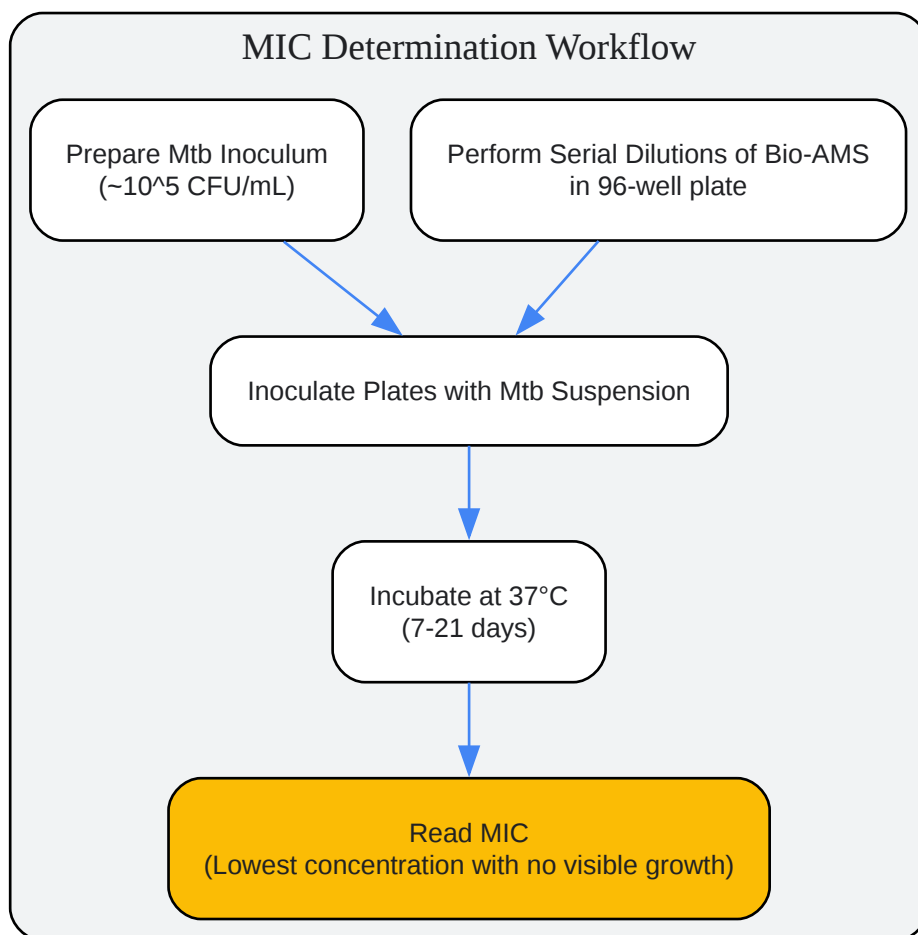 MIC Determination Workflow
Prepare Mtb Inoculum
(~10^5 CFU/mL)
Perform Serial Dilutions of Bio-AMS
in 96-well plate
Inoculate Plates with Mtb Suspension
Incubate at 37°C
(7-21 days)
Read MIC
(Lowest concentration with no visible growth)